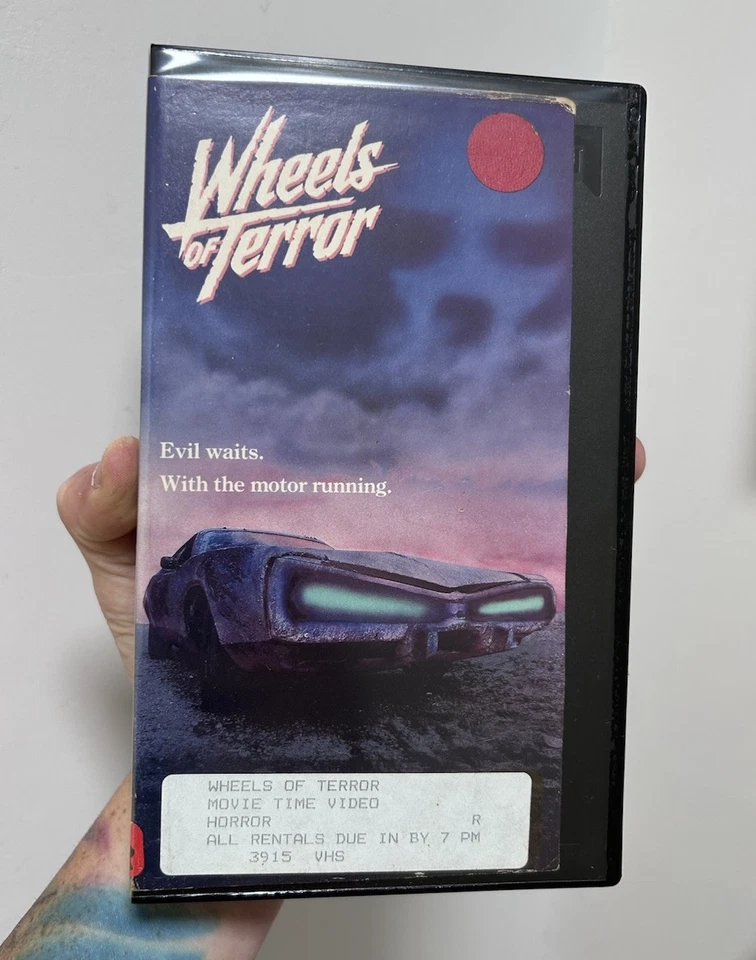 Wheels
OF Terror
Evil waits.
With the motor running.
WHEELS OF TERROR
MOVIE TIME VIDEO
HORROR R
ALL RENTALS DUE IN BY 7 PM
3915 VHS